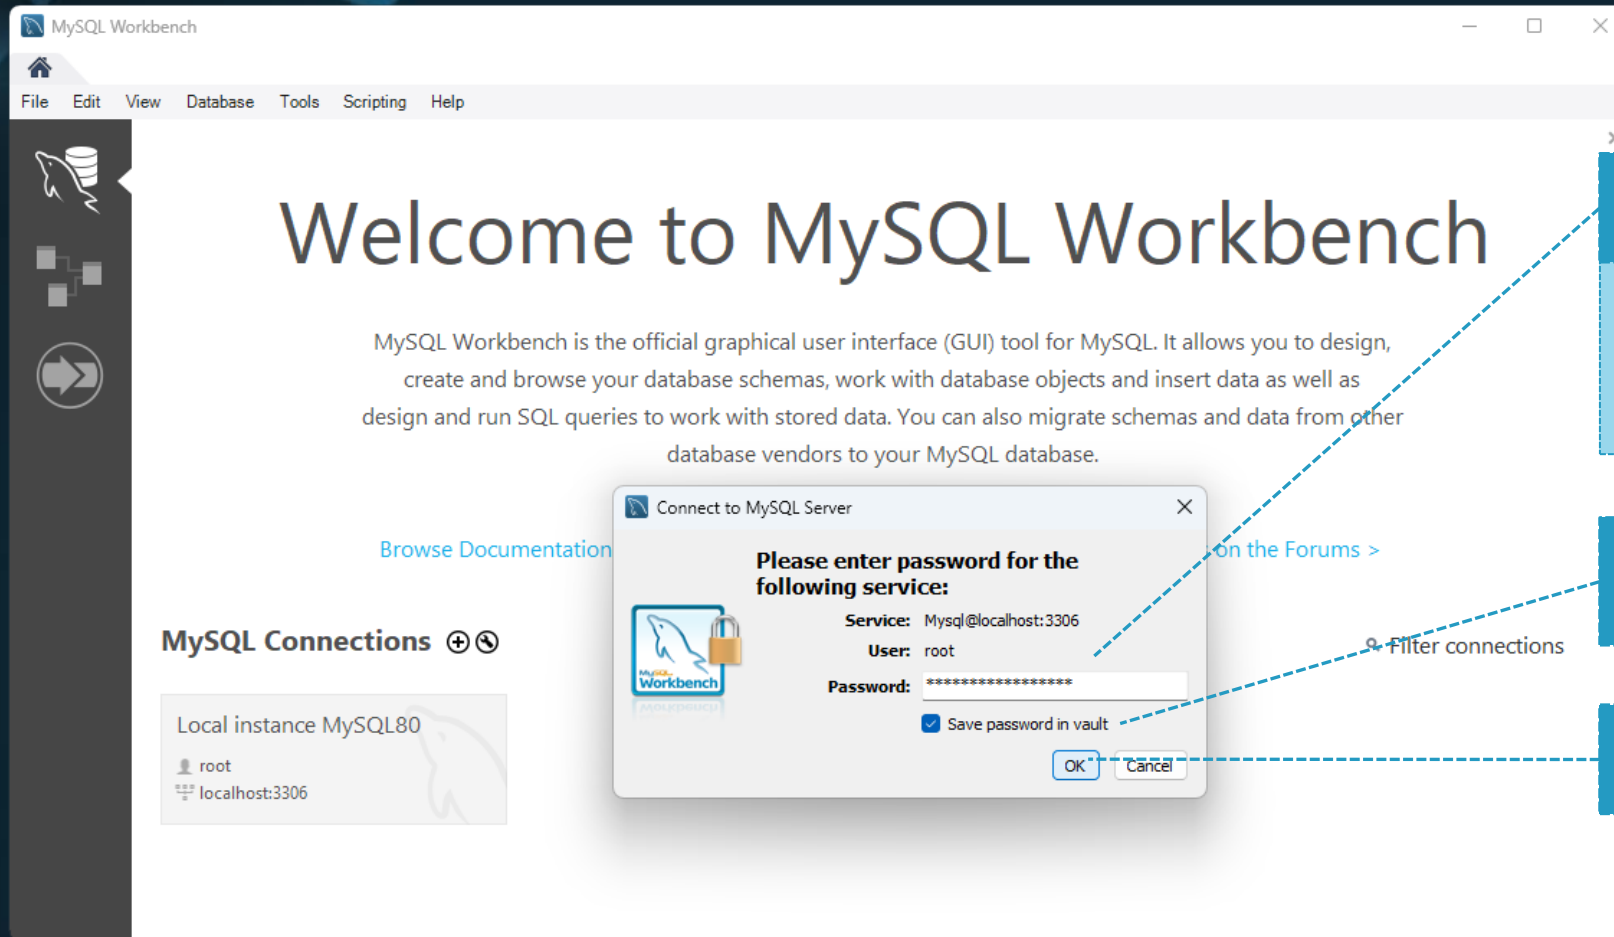 MySQL Workbench
File Edit View Database Tools Scripting Help
Welcome to MySQL Workbench
MySQL Workbench is the official graphical user interface (GUI) tool for MySQL. It allows you to design,
create and browse your database schemas, work with database objects and insert data as well as
design and run SQL queries to work with stored data. You can also migrate schemas and data from other
database vendors to your MySQL database.
Browse Documentation
on the Forums >
Connect to MySQL Server
Please enter password for the
following service:
Service: Mysql@localhost:3306
User: root
Password: *****************
Save password in vault
OK Cancel
MySQL Workbench
MySQL Connections
Filter connections
Local instance MySQL80
root
localhost:3306